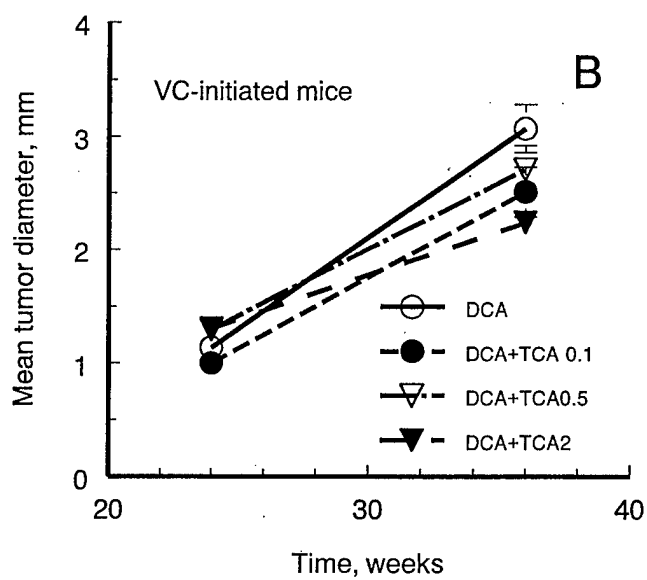 4
B
VC-initiated mice
3
Mean tumor diameter, mm
2
DCA
DCA+TCA 0.1
1
DCA+TCA0.5
DCA+TCA2
0
20
30
40
Time, weeks